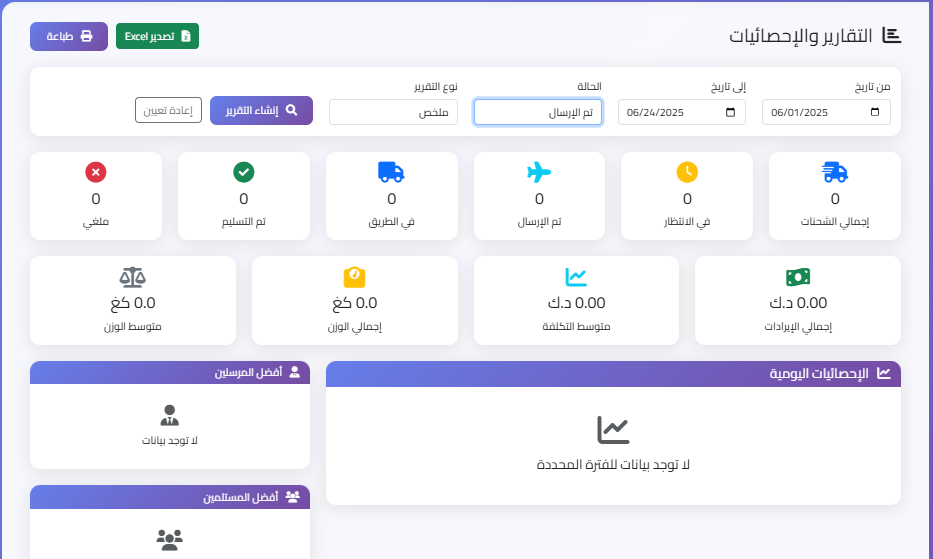 التقارير والإحصائيات
تصدير Excel
طباعة
من تاريخ
إلى تاريخ
الحالة
نوع التقرير
06/01/2025
06/24/2025
تم الإرسال
ملخص
إنشاء التقرير
إعادة تعيين
0
إجمالي الشحنات
0
في الانتظار
0
تم الإرسال
0
في الطريق
0
تم التسليم
0
ملغي
0.00 د.ك
إجمالي الإيرادات
0.00 د.ك
متوسط التكلفة
0.0 كغ
إجمالي الوزن
0.0 كغ
متوسط الوزن
الإحصائيات اليومية
لا توجد بيانات للفترة المحددة
أفضل المرسلين
لا توجد بيانات
أفضل المستلمين